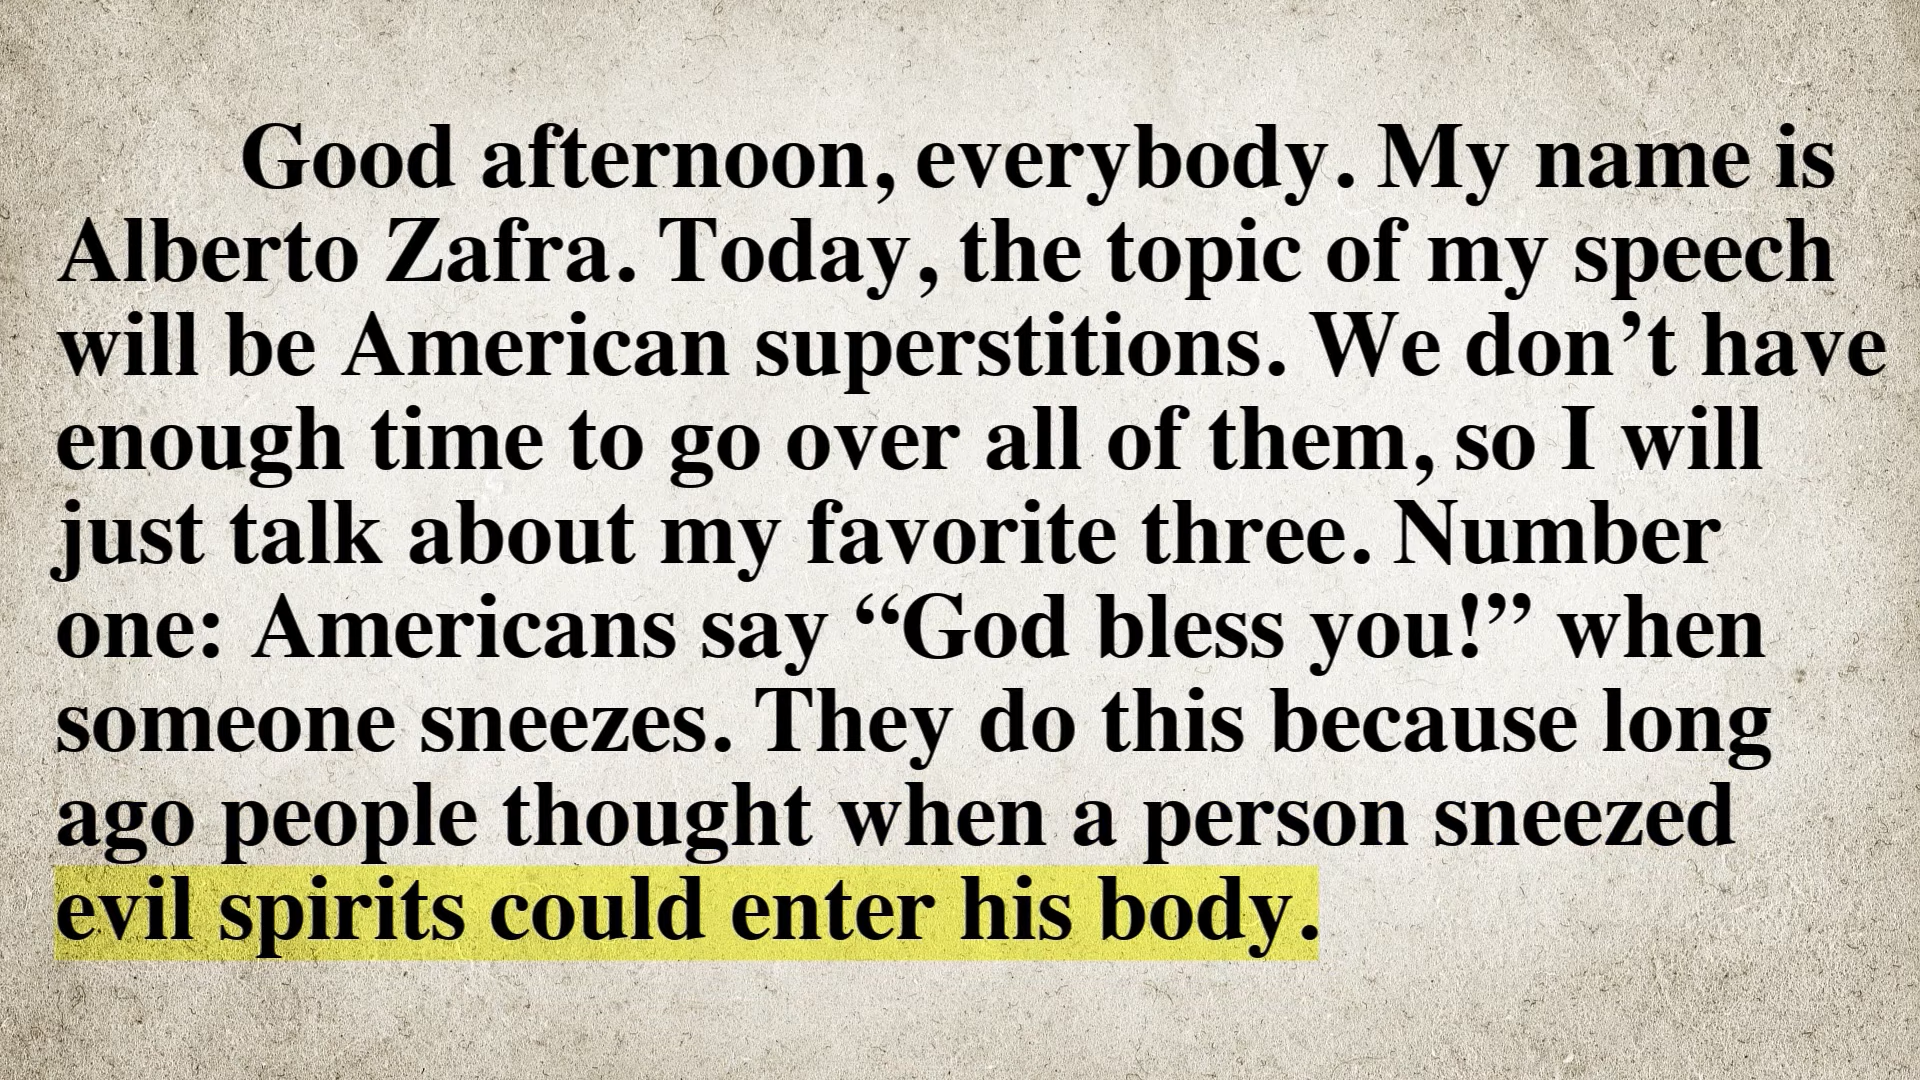 Good afternoon, everybody. My name is
Alberto Zafra. Today, the topic of my speech
will be American superstitions. We don’t have
enough time to go over all of them, so I will
just talk about my favorite three. Number
one: Americans say “God bless you!” when
someone sneezes. They do this because long
ago people thought when a person sneezed
evil spirits could enter his body.